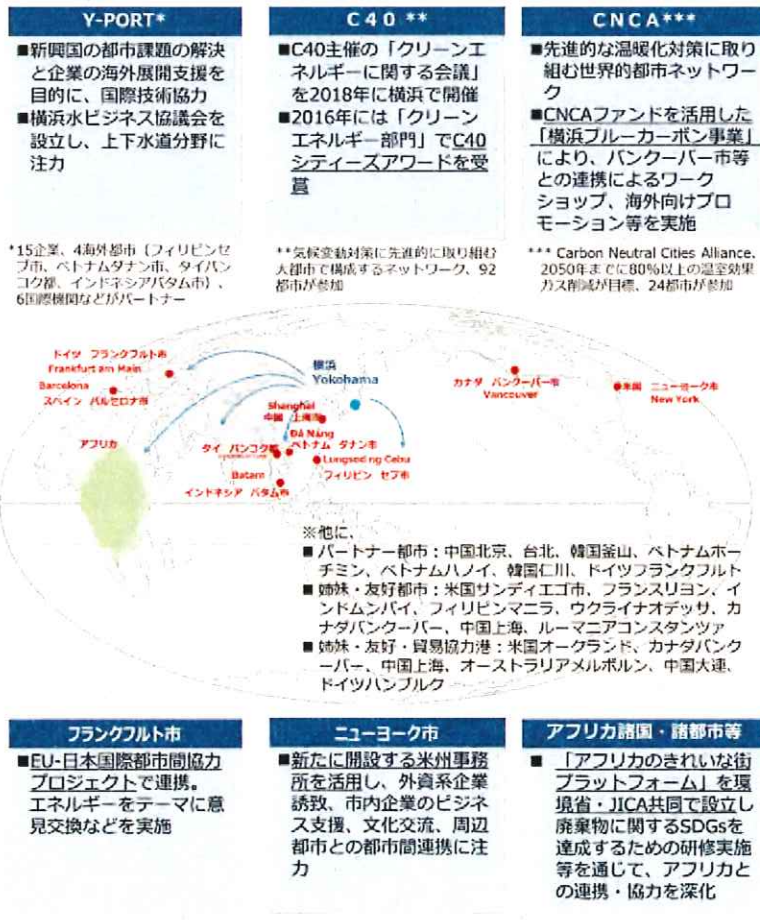 Y-PORT*
■新興国の都市課題の解決
と企業の海外展開支援を
目的に、国際技術協力
■横浜水ビジネス協議会を
設立し、上下水道分野に
注力
*15企業、4海外都市（フィリピンセ
ブ市、ベトナムダナン市、タイバン
コク都、インドネシアバタム市）、
6国際機関などがパートナー
C40 **
■C40主催の「クリーンエ
ネルギーに関する会議」
を2018年に横浜で開催
■2016年には「クリーン
エネルギー部門」でC40
シティーズアワードを受
賞
**気候変動対策に先進的に取り組む
大都市で構成するネットワーク、92
都市が参加
CNCA***
■先進的な温暖化対策に取り
組む世界的都市ネットワー
ク
■CNCAファンドを活用した
「横浜ブルーカーボン事業」
により、バンクーバー市等
との連携によるワーク
ショップ、海外向けプロ
モーション等を実施
*** Carbon Neutral Cities Alliance、
2050年までに80%以上の温室効果
ガス削減が目標、24都市が参加
ドイツ フランクフルト市
Frankfurt am Main
Barcelona
スペイン バルセロナ市
横浜
Yokohama
カナダ バンクーバー市
Vancouver
米国 ニューヨーク市
New York
Shanghai
中国 上海市
アフリカ
Đà Nẵng
ベトナム ダナン市
タイ バンコク都
Lungsod ng Cebu
フィリピン セブ市
Batam
インドネシア バタム市
※他に、
■ パートナー都市：中国北京、台北、韓国釜山、ベトナムホー
チミン、ベトナムハノイ、韓国仁川、ドイツフランクフルト
■ 姉妹・友好都市：米国サンディエゴ市、フランスリヨン、イ
ンドムンバイ、フィリピンマニラ、ウクライナオデッサ、カ
ナダバンクーバー、中国上海、ルーマニアコンスタンツァ
■ 姉妹・友好・貿易協力港：米国オークランド、カナダバンク
ーバー、中国上海、オーストラリアメルボルン、中国大連、
ドイツハンブルク
フランクフルト市
■EU-日本国際都市間協力
プロジェクトで連携。
エネルギーをテーマに意
見交換などを実施
ニューヨーク市
■新たに開設する米州事務
所を活用し、外資系企業
誘致、市内企業のビジネ
ス支援、文化交流、周辺
都市との都市間連携に注
力
アフリカ諸国・諸都市等
■ 「アフリカのきれいな街
プラットフォーム」を環
境省・JICA共同で設立し
廃棄物に関するSDGsを
達成するための研修実施
等を通じて、アフリカと
の連携・協力を深化